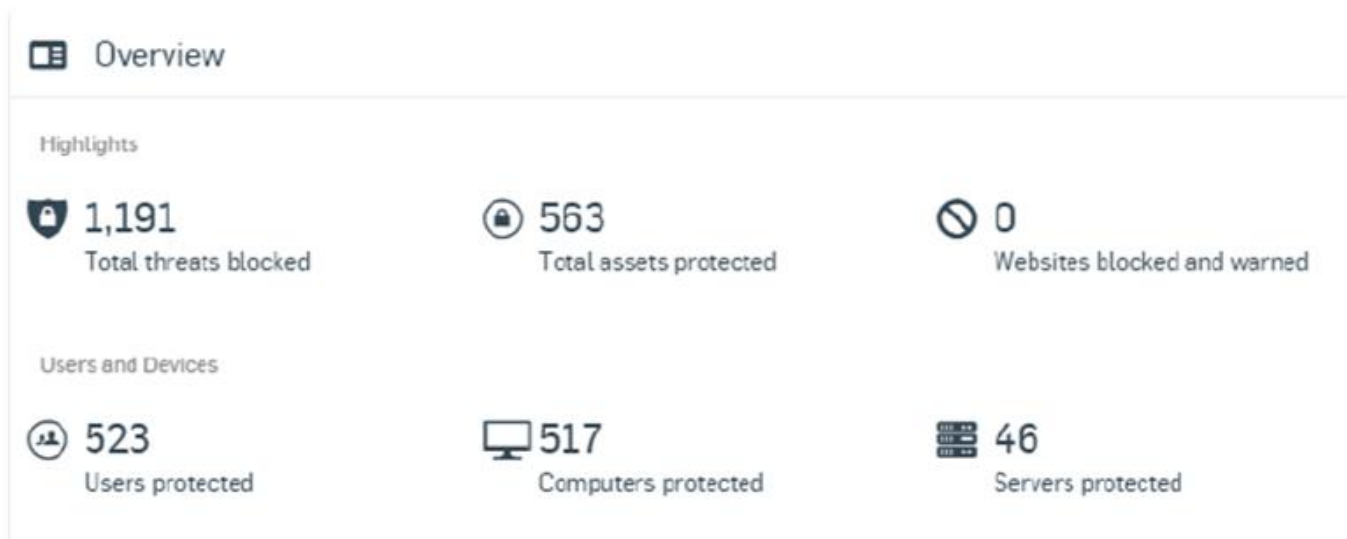 Overview
Highlights
1,191
Total threats blocked
563
Total assets protected
0
Websites blocked and warned
Users and Devices
523
Users protected
517
Computers protected
46
Servers protected